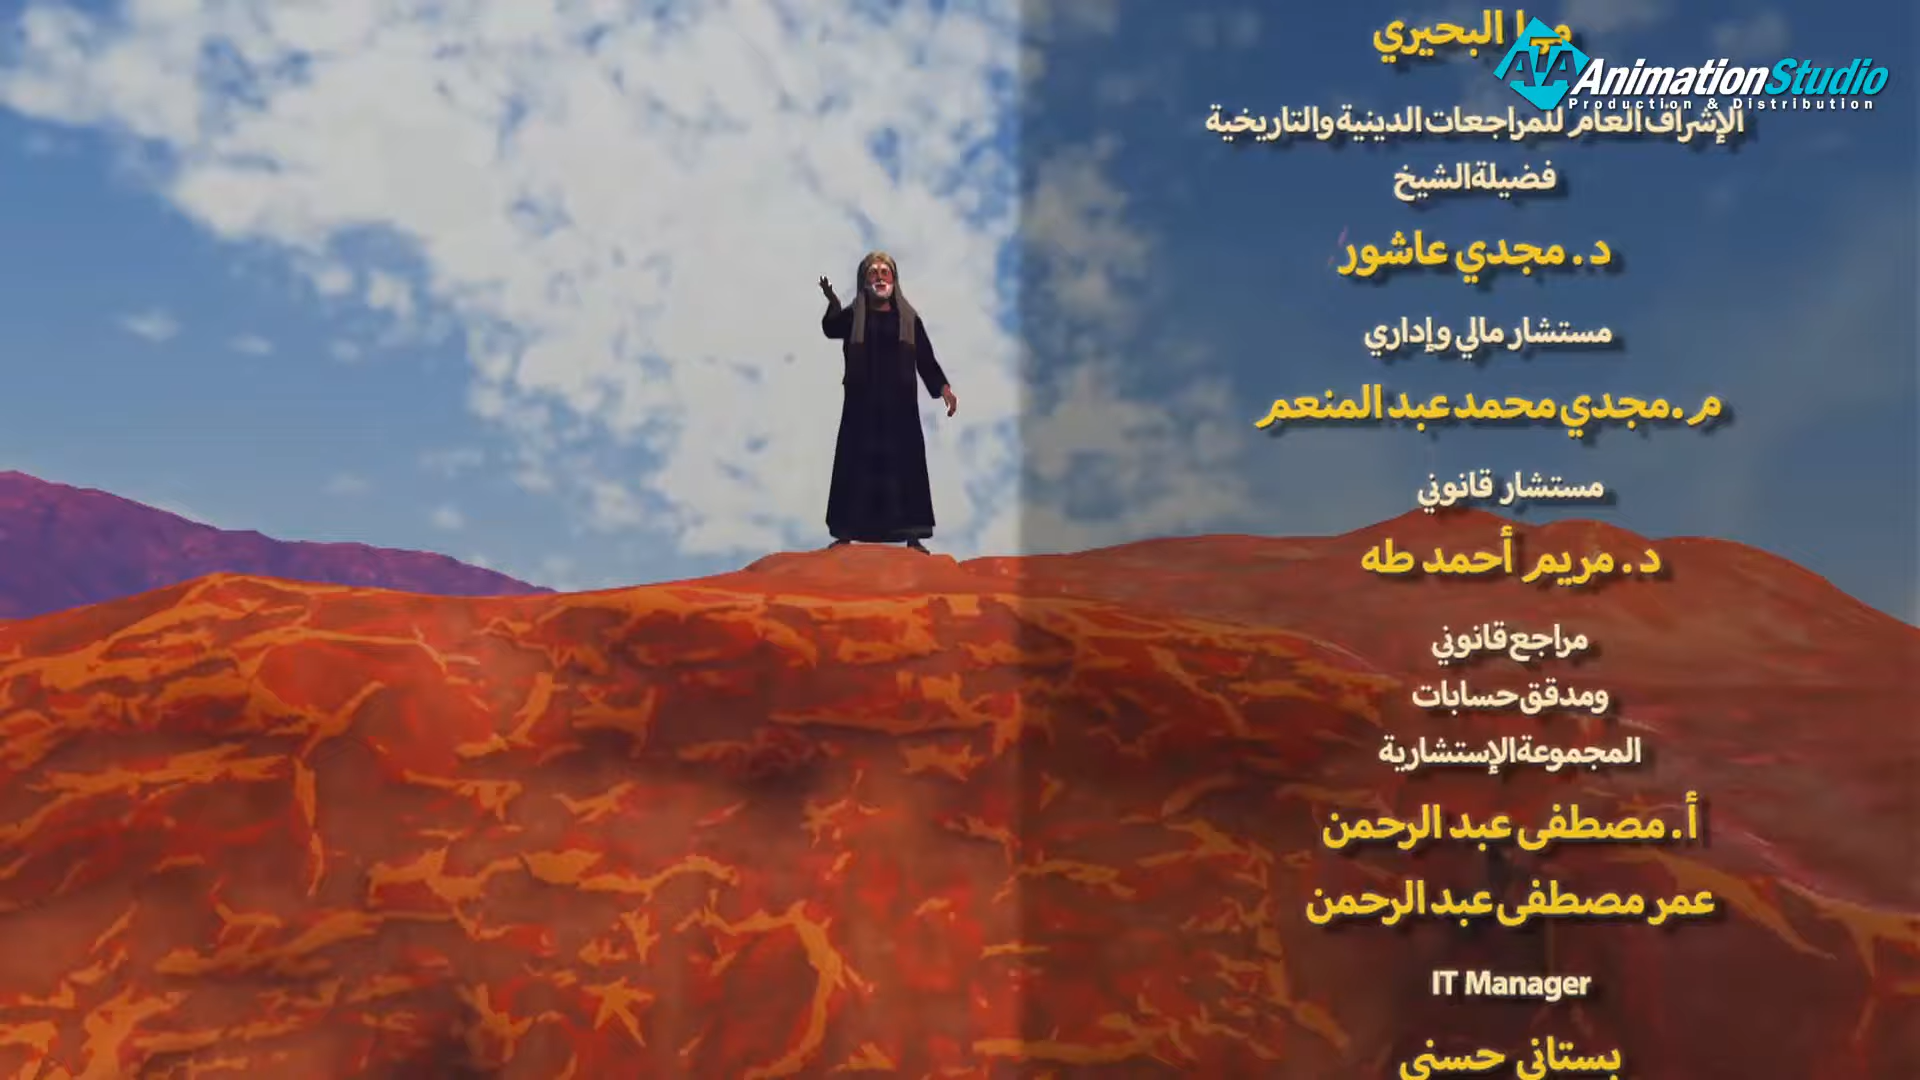 البحيري
ATA AnimationStudio
Production & Distribution
الإشراف العام للمراجعات الدينية والتاريخية
فضيلة الشيخ
د. مجدي عاشور
مستشار مالي وإداري
م. مجدي محمد عبد المنعم
مستشار قانوني
د. مريم أحمد طه
مراجع قانوني
ومدقق حسابات
المجموعة الإستشارية
أ. مصطفى عبد الرحمن
عمر مصطفى عبد الرحمن
IT Manager
بستاني حسني